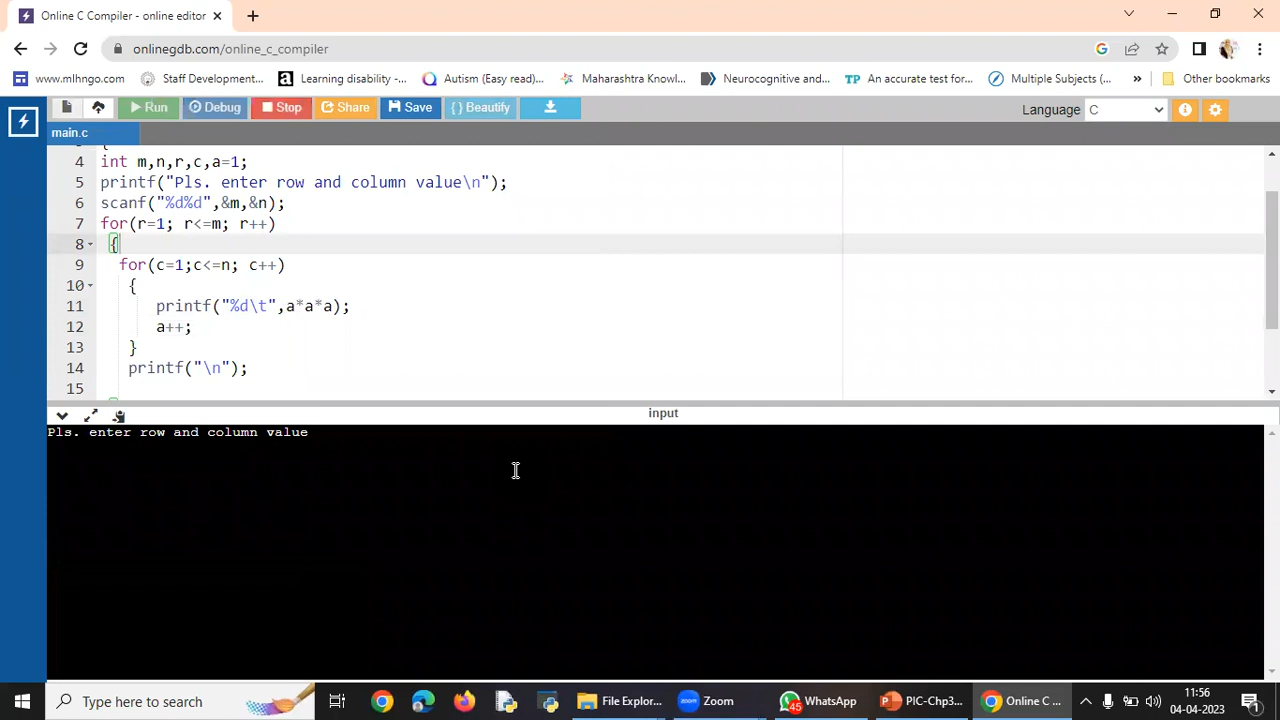 Online C Compiler - online editor
onlinegdb.com/online_c_compiler
www.mlhngo.com
Staff Development...
Learning disability -...
Autism (Easy read)...
Maharashtra Knowl...
Neurocognitive and...
TP An accurate test for...
Multiple Subjects (...
»
Other bookmarks
Run
Debug
Stop
Share
Save
{ } Beautify
Language C
main.c
4 int m,n,r,c,a=1;
5 printf("Pls. enter row and column value\n");
6 scanf("%d%d",&m,&n);
7 for(r=1; r<=m; r++)
8 {
9 for(c=1;c<=n; c++)
10 {
11 printf("%d\t",a*a*a);
12 a++;
13 }
14 printf("\n");
15
input
Pls. enter row and column value
Type here to search
File Explor...
zoom Zoom
45 WhatsApp
PIC-Chp3...
Online C ...
11:56
04-04-2023
1